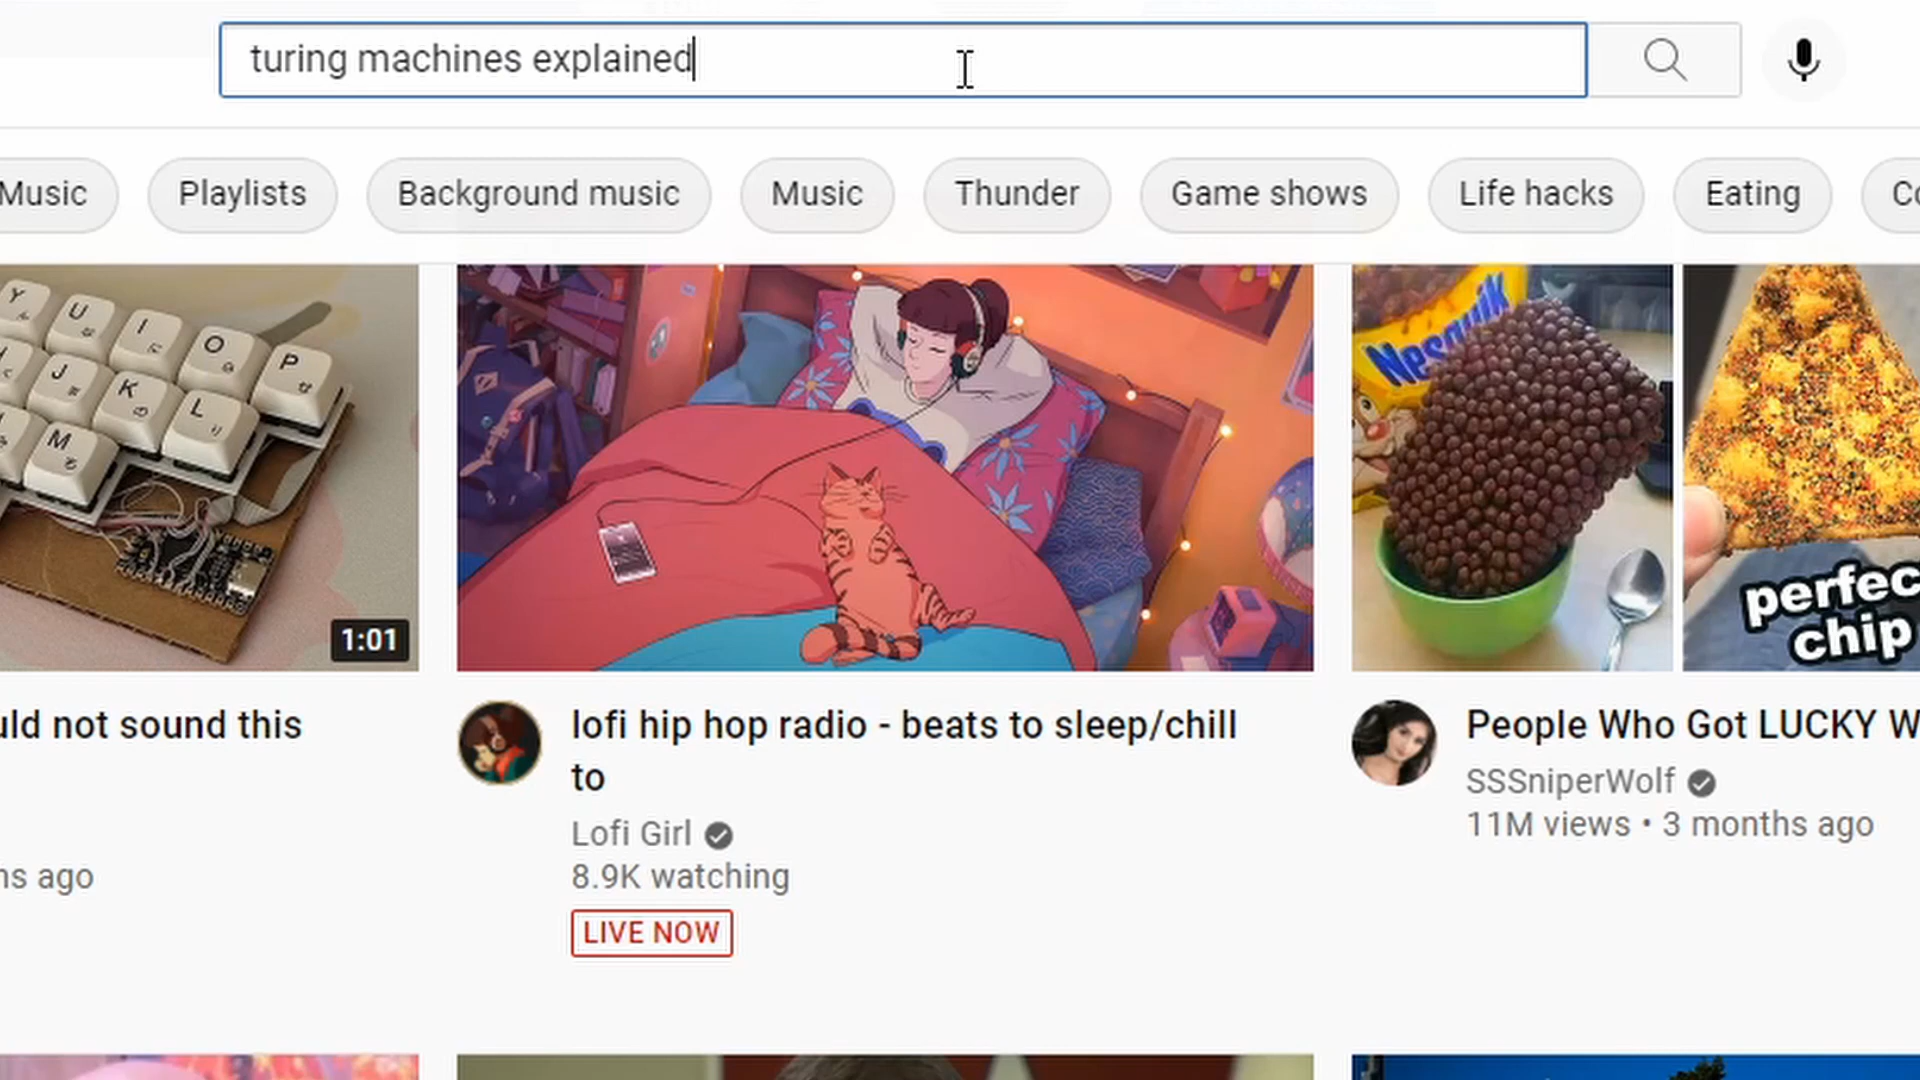 turing machines explained
Music
Playlists
Background music
Music
Thunder
Game shows
Life hacks
Eating
Y
U
I
O
P
J
K
L
M
1:01
Nesquik
chip
uld not sound this
ns ago
lofi hip hop radio - beats to sleep/chill
to
Lofi Girl
8.9K watching
LIVE NOW
People Who Got LUCKY W
SSSniperWolf
11M views • 3 months ago